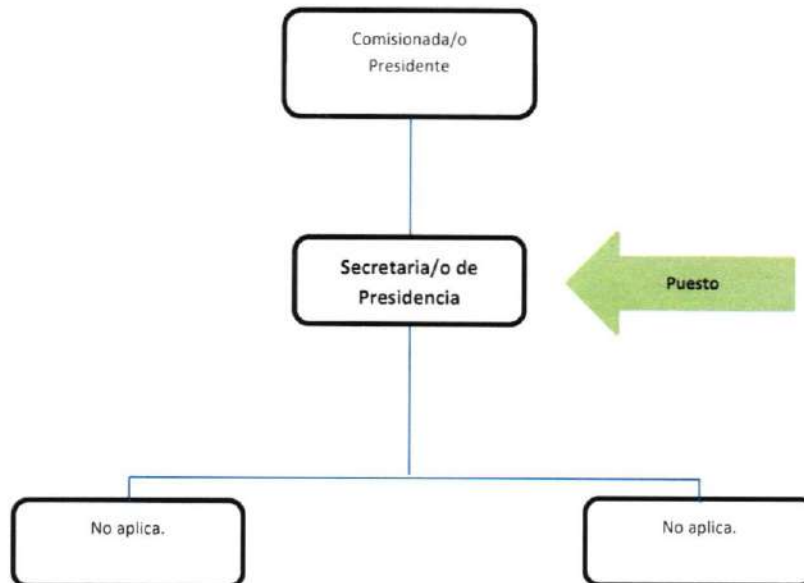 Comisionada/o
Presidente
Secretaria/o de
Presidencia
Puesto
No aplica.
No aplica.